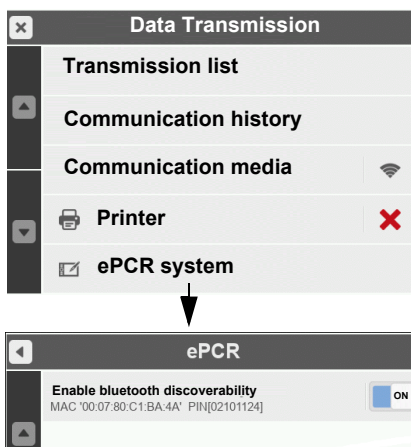 Data Transmission
Transmission list
Communication history
Communication media
Printer
ePCR system
ePCR
Enable bluetooth discoverability
ON
MAC '00:07:80:C1:BA:4A' PIN[02101124]